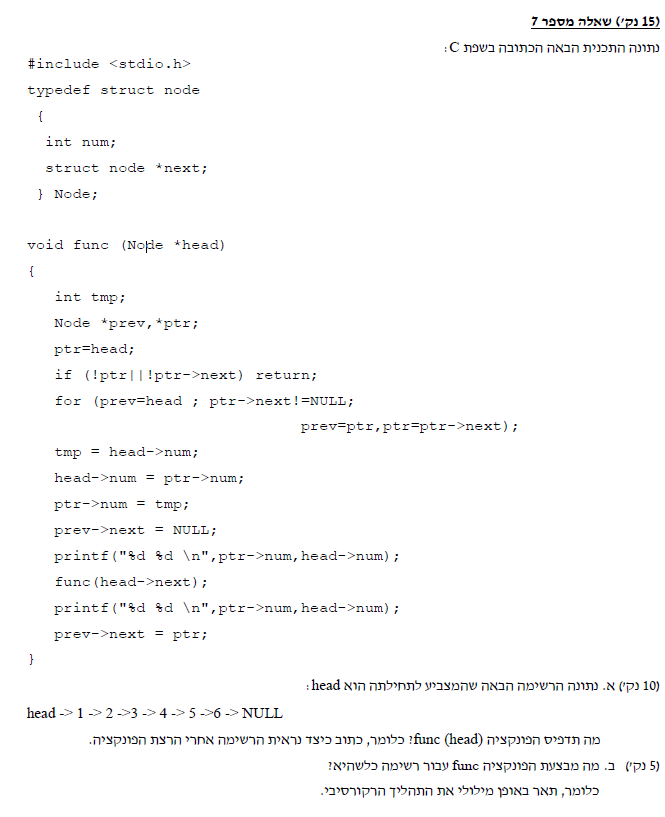 (15 נק') שאלה מספר 7
נתונה התכנית הבאה הכתובה בשפת C:
#include <stdio.h>
typedef struct node
{
int num;
struct node *next;
} Node;
void func (Node *head)
{
int tmp;
Node *prev,*ptr;
ptr=head;
if (!ptr||!ptr->next) return;
for (prev=head ; ptr->next!=NULL;
prev=ptr,ptr=ptr->next);
tmp = head->num;
head->num = ptr->num;
ptr->num = tmp;
prev->next = NULL;
printf("%d %d \n",ptr->num,head->num);
func(head->next);
printf("%d %d \n",ptr->num,head->num);
prev->next = ptr;
}
(10 נק') א. נתונה הרשימה הבאה שהמצביע לתחילתה הוא head:
head -> 1 -> 2 ->3 -> 4 -> 5 ->6 -> NULL
מה תדפיס הפונקציה func (head)? כלומר, כתוב כיצד נראית הרשימה אחרי הרצת הפונקציה.
(5 נק') ב. מה מבצעת הפונקציה func עבור רשימה כלשהיא?
כלומר, תאר באופן מילולי את התהליך הרקורסיבי.